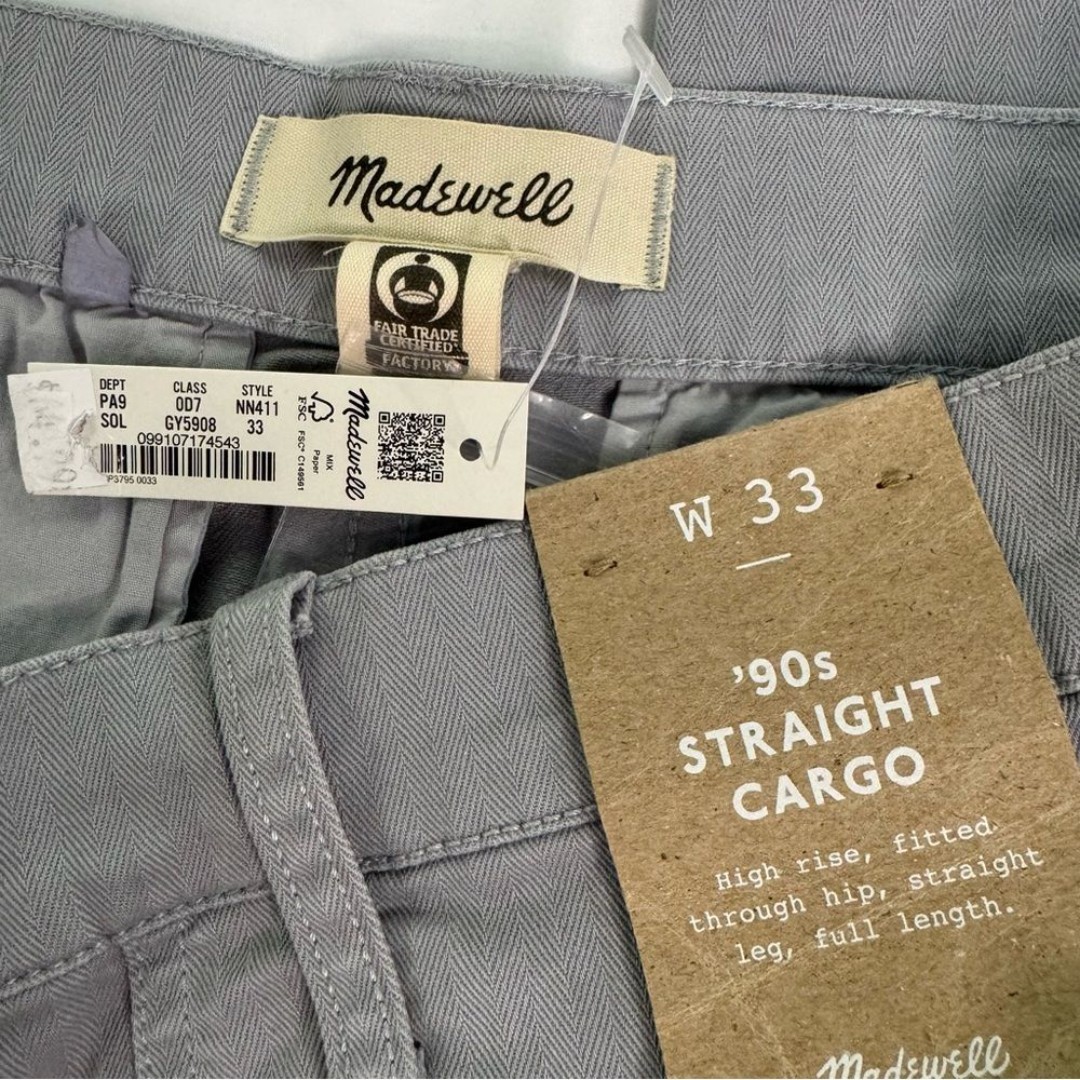 Madewell
FAIR TRADE
CERTIFIED
FACTORY
DEPT CLASS STYLE
PA9 0D7 NN411
SOL GY5908 33
099107174543
P3795 0033
FSC
FSC® C149561
MIX
Paper
Madewell
W 33
’90s
STRAIGHT
CARGO
High rise, fitted
through hip, straight
leg, full length.
Madewell